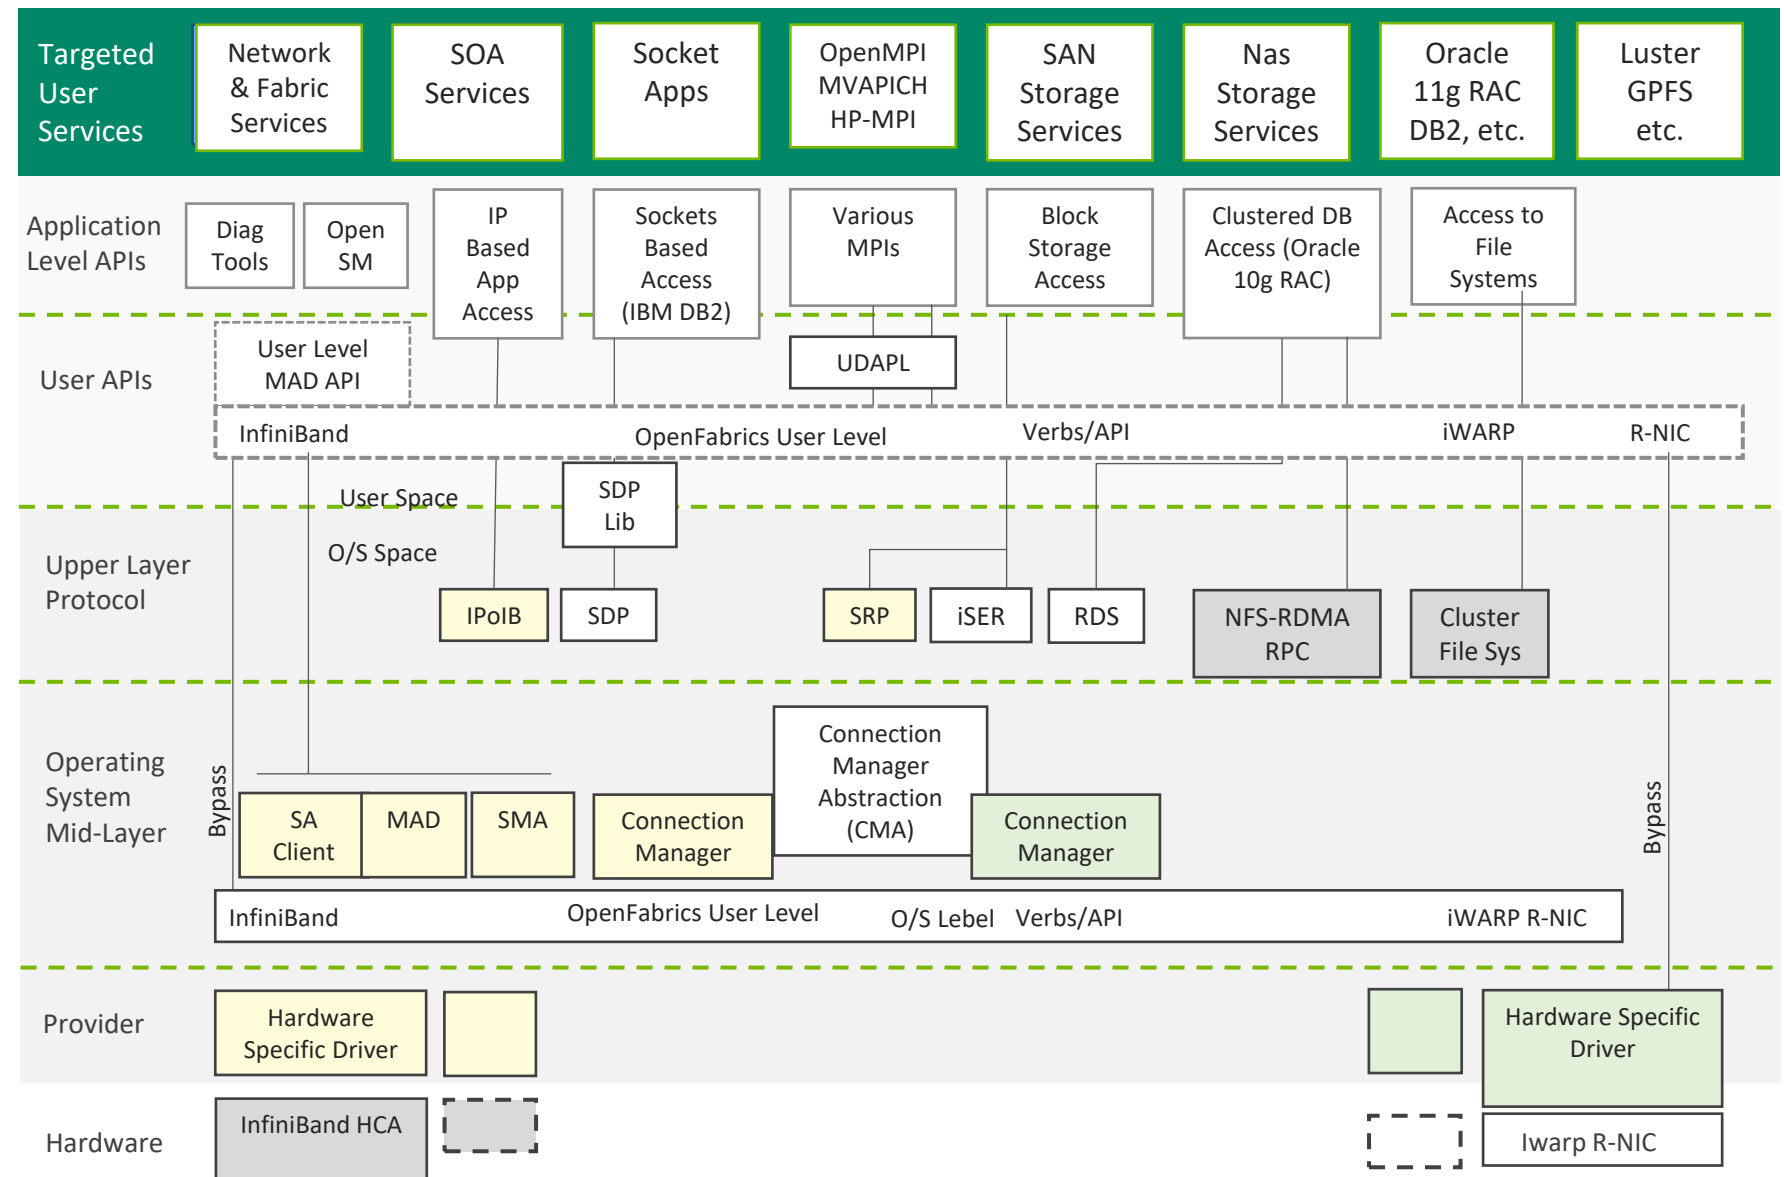 Targeted
User
Services
Network
& Fabric
Services
SOA
Services
Socket
Apps
OpenMPI
MVAPICH
HP-MPI
SAN
Storage
Services
Nas
Storage
Services
Oracle
11g RAC
DB2, etc.
Luster
GPFS
etc.
Application
Level APIs
Diag
Tools
Open
SM
IP
Based
App
Access
Sockets
Based
Access
(IBM DB2)
Various
MPIs
Block
Storage
Access
Clustered DB
Access (Oracle
10g RAC)
Access to
File
Systems
User APIs
User Level
MAD API
UDAPL
InfiniBand
OpenFabrics User Level
Verbs/API
iWARP
R-NIC
User Space
SDP
Lib
O/S Space
Upper Layer
Protocol
IPoIB
SDP
SRP
iSER
RDS
NFS-RDMA
RPC
Cluster
File Sys
Operating
System
Mid-Layer
Bypass
SA
Client
MAD
SMA
Connection
Manager
Connection
Manager
Abstraction
(CMA)
Connection
Manager
Bypass
InfiniBand
OpenFabrics User Level
O/S Lebel
Verbs/API
iWARP R-NIC
Provider
Hardware
Specific Driver
Hardware Specific
Driver
Hardware
InfiniBand HCA
Iwarp R-NIC